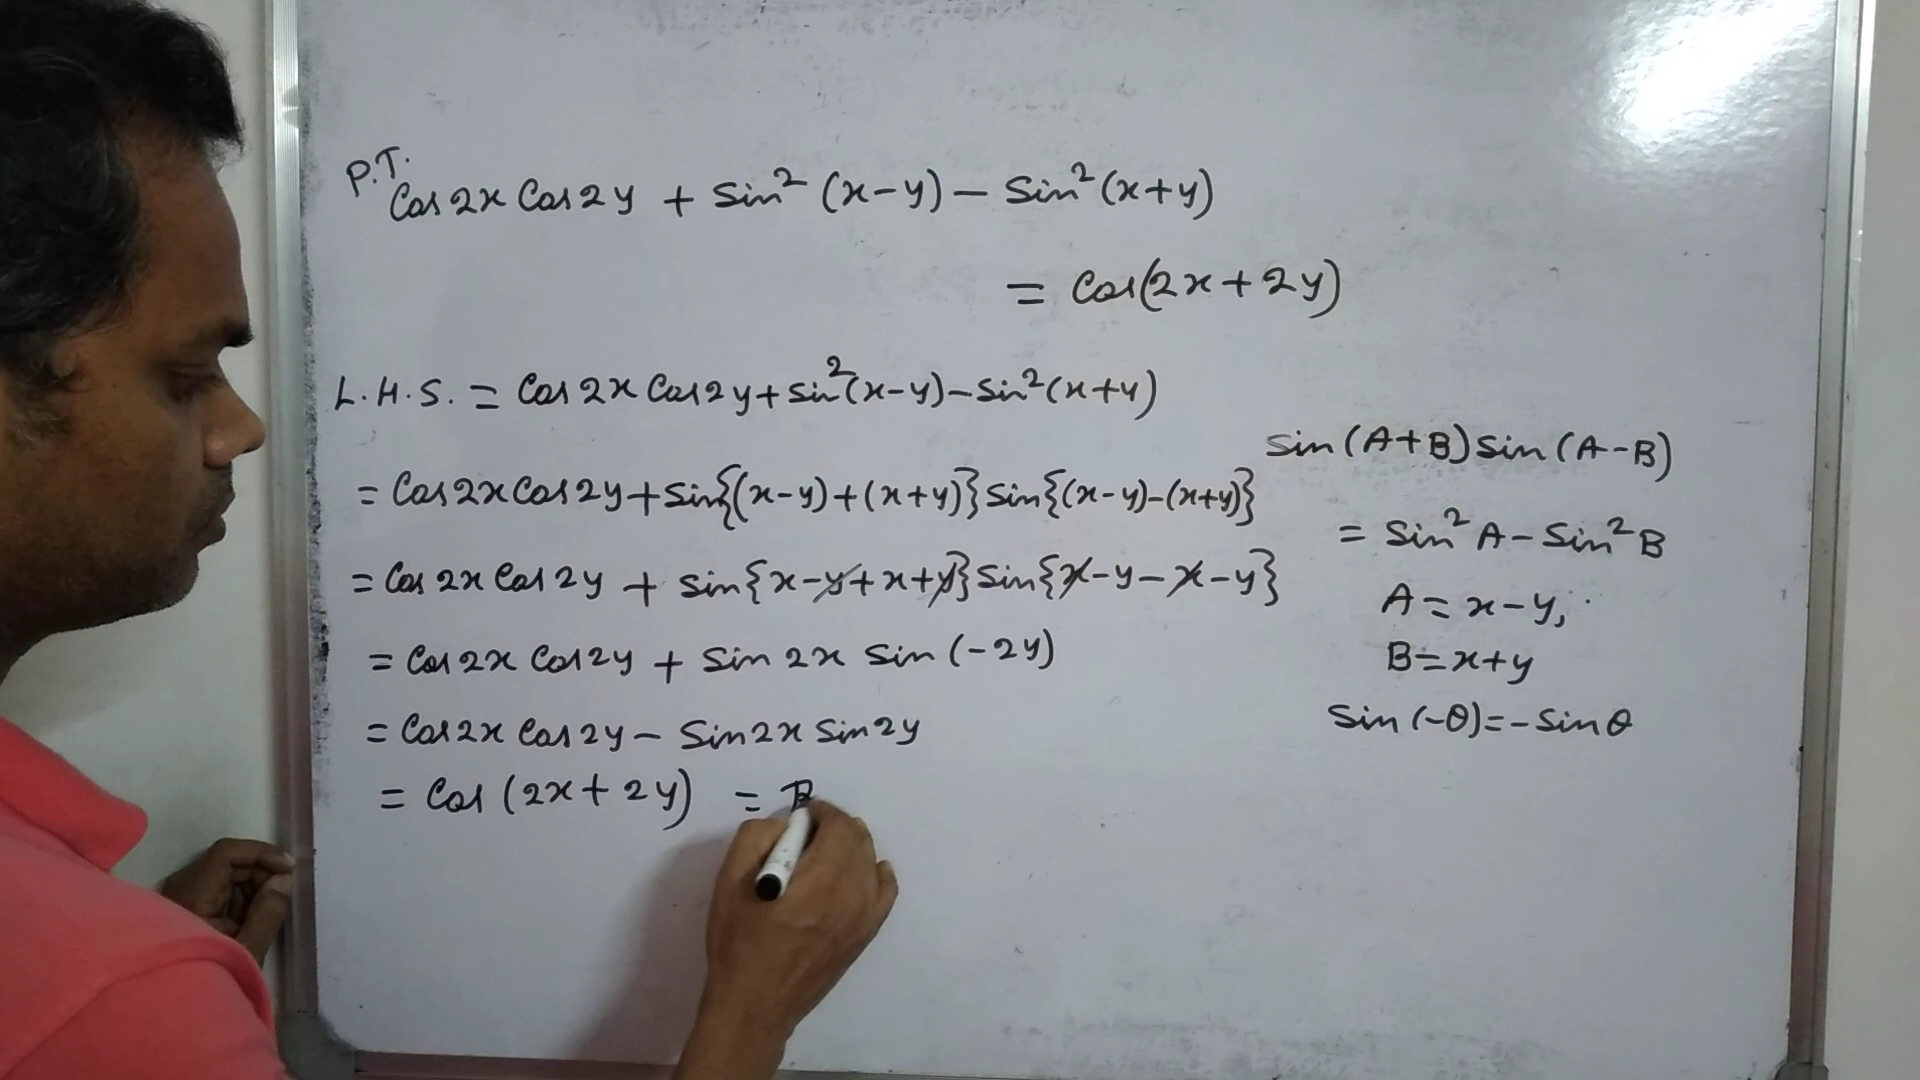 P.T.
Cos 2x Cos 2y + Sin² (x-y) - Sin² (x+y)
= Cos(2x+2y)
L.H.S. = Cos 2x Cos 2y + Sin²(x-y) - Sin²(x+y)
= Cos 2x Cos 2y + Sin{(x-y)+(x+y)} Sin{(x-y)-(x+y)}
= Cos 2x Cos 2y + Sin{x-y+x+y} Sin{x-y-x-y}
= Cos 2x Cos 2y + Sin 2x Sin (-2y)
= Cos 2x Cos 2y - Sin 2x Sin 2y
= Cos (2x+2y) = R
Sin (A+B) Sin (A-B)
= Sin² A - Sin² B
A = x-y,
B = x+y
Sin (-θ) = - Sin θ